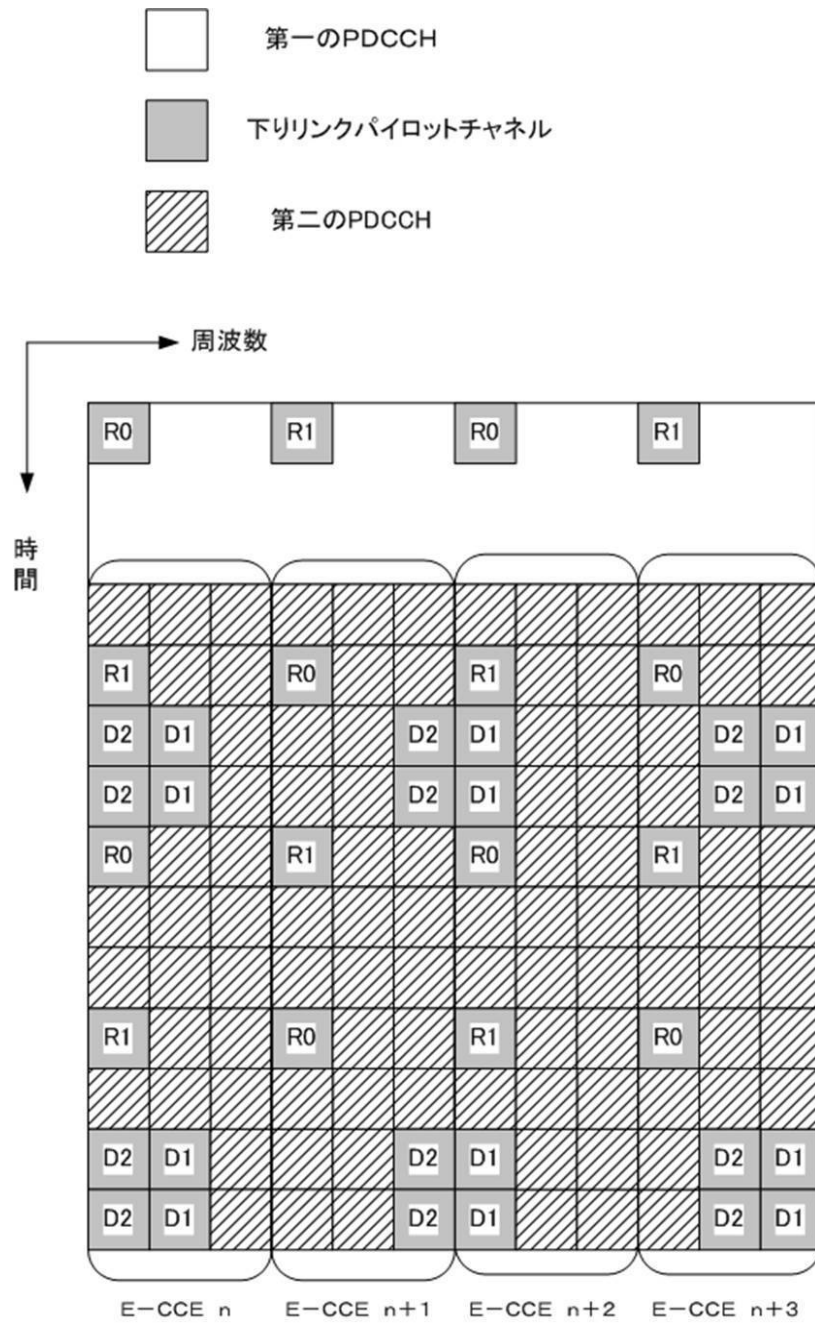 第一のPDCCH
下りリンクパイロットチャネル
第二のPDCCH
周波数
時間
R0 R1 R0 R1
R1 R0 R1 R0
D2 D1 D2 D1 D2 D1
D2 D1 D2 D1 D2 D1
R0 R1 R0 R1
R1 R0 R1 R0
D2 D1 D2 D1 D2 D1
D2 D1 D2 D1 D2 D1
E-CCE n E-CCE n+1 E-CCE n+2 E-CCE n+3